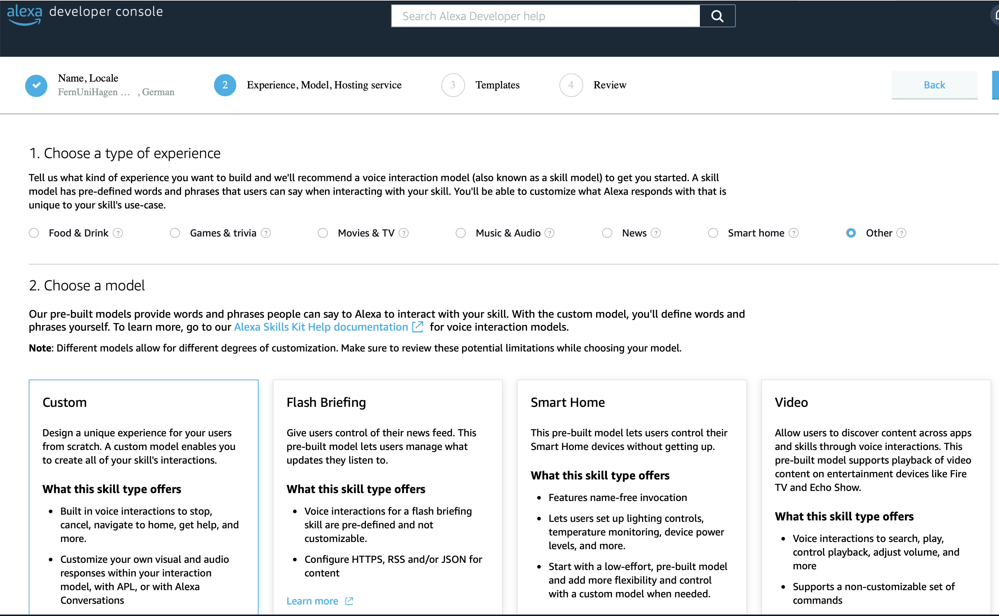 alexa developer console
Search Alexa Developer help
Name, Locale
FernUniHagen ... , German
2 Experience, Model, Hosting service
3 Templates
4 Review
Back
1. Choose a type of experience
Tell us what kind of experience you want to build and we'll recommend a voice interaction model (also known as a skill model) to get you started. A skill
model has pre-defined words and phrases that users can say when interacting with your skill. You'll be able to customize what Alexa responds with that is
unique to your skill's use-case.
Food & Drink ?
Games & trivia ?
Movies & TV ?
Music & Audio ?
News ?
Smart home ?
Other ?
2. Choose a model
Our pre-built models provide words and phrases people can say to Alexa to interact with your skill. With the custom model, you'll define words and
phrases yourself. To learn more, go to our Alexa Skills Kit Help documentation for voice interaction models.
Note: Different models allow for different degrees of customization. Make sure to review these potential limitations while choosing your model.
Custom
Design a unique experience for your users
from scratch. A custom model enables you
to create all of your skill's interactions.
What this skill type offers
• Built in voice interactions to stop,
cancel, navigate to home, get help, and
more.
• Customize your own visual and audio
responses within your interaction
model, with APL, or with Alexa
Conversations
Flash Briefing
Give users control of their news feed. This
pre-built model lets users manage what
updates they listen to.
What this skill type offers
• Voice interactions for a flash briefing
skill are pre-defined and not
customizable.
• Configure HTTPS, RSS and/or JSON for
content
Learn more
Smart Home
This pre-built model lets users control their
Smart Home devices without getting up.
What this skill type offers
• Features name-free invocation
• Lets users set up lighting controls,
temperature monitoring, device power
levels, and more.
• Start with a low-effort, pre-built model
and add more flexibility and control
with a custom model when needed.
Video
Allow users to discover content across apps
and skills through voice interactions. This
pre-built model supports playback of video
content on entertainment devices like Fire
TV and Echo Show.
What this skill type offers
• Voice interactions to search, play,
control playback, adjust volume, and
more
• Supports a non-customizable set of
commands